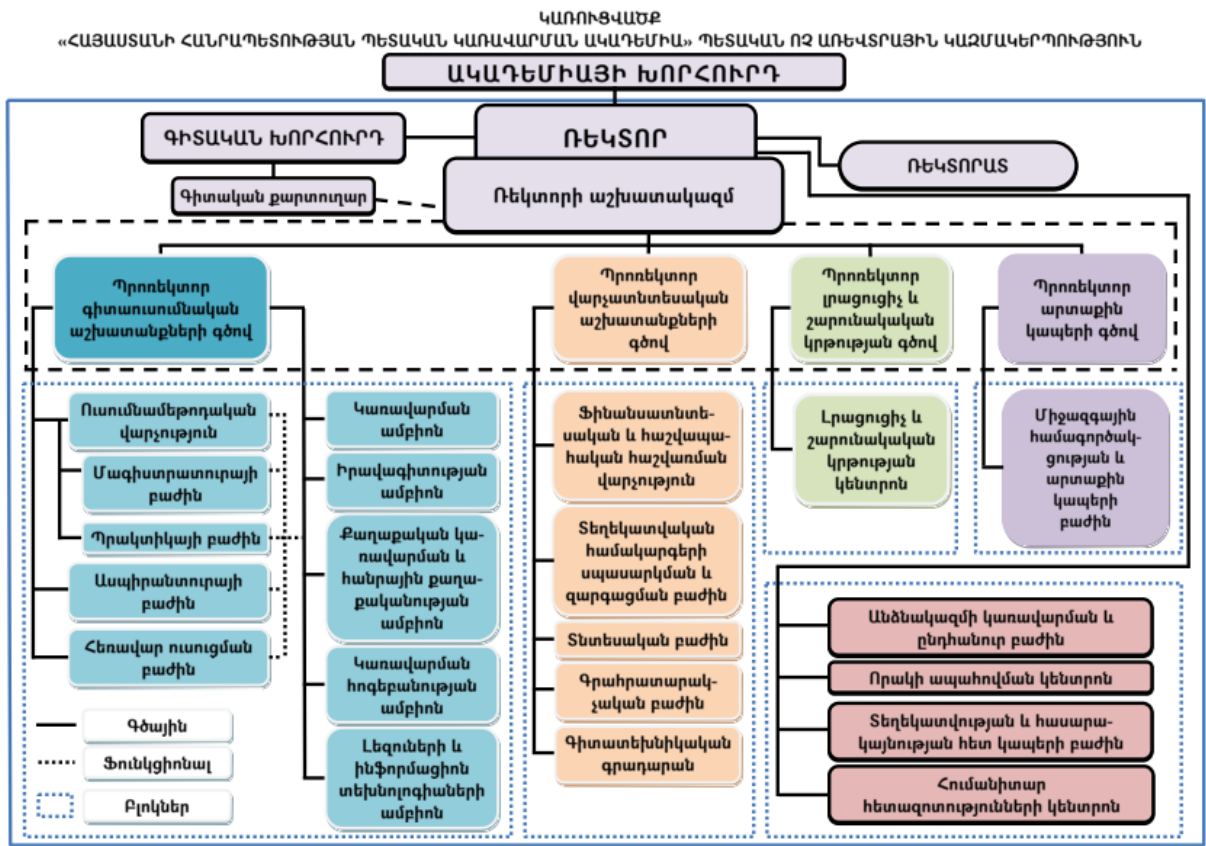 ԿԱՌՈՒՑՎԱԾՔ
«ՀԱՅԱՍՏԱՆԻ ՀԱՆՐԱՊԵՏՈՒԹՅԱՆ ՊԵՏԱԿԱՆ ԿԱՌԱՎԱՐՄԱՆ ԱԿԱԴԵՄԻԱ» ՊԵՏԱԿԱՆ ՈՉ ԱՌԵՎՏՐԱՅԻՆ ԿԱԶՄԱԿԵՐՊՈՒԹՅՈՒՆ
ԱԿԱԴԵՄԻԱՅԻ ԽՈՐՀՈՒՐԴ
ԳԻՏԱԿԱՆ ԽՈՐՀՈՒՐԴ
ՌԵԿՏՈՐ
ՌԵԿՏՈՐԱՏ
Գիտական քարտուղար
Ռեկտորի աշխատակազմ
Պրոռեկտոր
գիտաուսումնական
աշխատանքների գծով
Պրոռեկտոր
վարչատնտեսական
աշխատանքների
գծով
Պրոռեկտոր
լրացուցիչ և
շարունակական
կրթության գծով
Պրոռեկտոր
արտաքին
կապերի գծով
Ուսումնամեթոդական
վարչություն
Մագիստրատուրայի
բաժին
Պրակտիկայի բաժին
Ասպիրանտուրայի
բաժին
Հեռավար ուսուցման
բաժին
Կառավարման
ամբիոն
Իրավագիտության
ամբիոն
Քաղաքական կա-
ռավարման և
հանրային քաղա-
քականության
ամբիոն
Կառավարման
հոգեբանության
ամբիոն
Լեզուների և
ինֆորմացիոն
տեխնոլոգիաների
ամբիոն
Ֆինանսատնտե-
սական և հաշվապա-
հական հաշվառման
վարչություն
Տեղեկատվական
համակարգերի
սպասարկման և
զարգացման բաժին
Տնտեսական բաժին
Գրահրատարակ-
չական բաժին
Գիտատեխնիկական
գրադարան
Լրացուցիչ և
շարունակական
կրթության
կենտրոն
Միջազգային
համագործակ-
ցության և
արտաքին
կապերի
բաժին
Անձնակազմի կառավարման և
ընդհանուր բաժին
Որակի ապահովման կենտրոն
Տեղեկատվության և հասարա-
կայնության հետ կապերի բաժին
Հումանիտար
հետազոտությունների կենտրոն
Գծային
Ֆունկցիոնալ
Բլոկներ